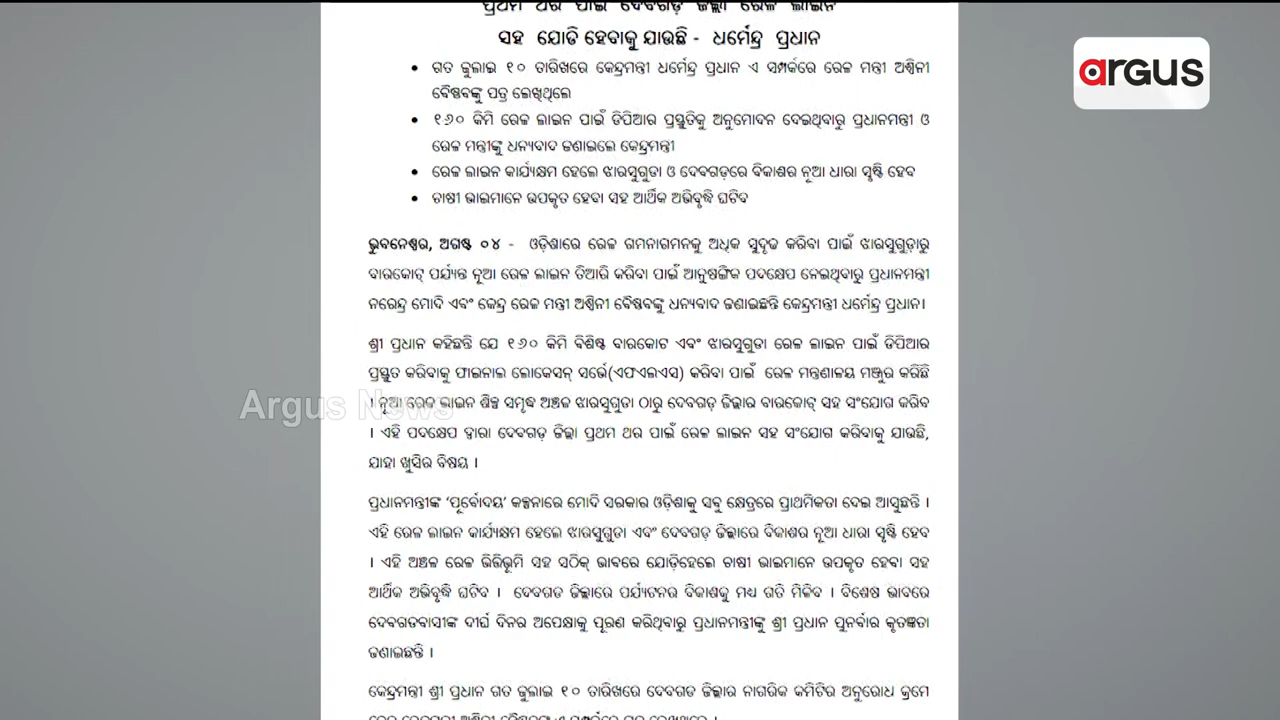 ପ୍ରଥମ ଥର ପାଇଁ ଦେବଗଡ଼ ଜିଲ୍ଲା ରେଳ ଲାଇନ
ସହ ଯୋଡି ହେବାକୁ ଯାଉଛି - ଧର୍ମେନ୍ଦ୍ର ପ୍ରଧାନ
argus
• ଗତ ଜୁଲାଇ ୧୦ ତାରିଖରେ କେନ୍ଦ୍ରମନ୍ତ୍ରୀ ଧର୍ମେନ୍ଦ୍ର ପ୍ରଧାନ ଏ ସମ୍ପର୍କରେ ରେଳ ମନ୍ତ୍ରୀ ଅଶ୍ୱିନୀ
ବୈଷ୍ଣବଙ୍କୁ ପତ୍ର ଲେଖିଥିଲେ
• ୧୬୦ କିମି ରେଳ ଲାଇନ ପାଇଁ ଡିପିଆର ପ୍ରସ୍ତୁତିକୁ ଅନୁମୋଦନ ଦେଇଥିବାରୁ ପ୍ରଧାନମନ୍ତ୍ରୀ ଓ
ରେଳ ମନ୍ତ୍ରୀଙ୍କୁ ଧନ୍ୟବାଦ ଜଣାଇଲେ କେନ୍ଦ୍ରମନ୍ତ୍ରୀ
• ରେଳ ଲାଇନ କାର୍ଯ୍ୟକ୍ଷମ ହେଲେ ଝାରସୁଗୁଡା ଓ ଦେବଗଡ଼ରେ ବିକାଶର ନୂଆ ଧାରା ସୃଷ୍ଟି ହେବ
• ଚାଷୀ ଭାଇମାନେ ଉପକୃତ ହେବା ସହ ଆର୍ଥିକ ଅଭିବୃଦ୍ଧି ଘଟିବ
ଭୁବନେଶ୍ୱର, ଅଗଷ୍ଟ ୦୪ - ଓଡ଼ିଶାରେ ରେଳ ଗମନାଗମନକୁ ଅଧିକ ସୁଦୃଢ କରିବା ପାଇଁ ଝାରସୁଗୁଡ଼ାରୁ
ବାରକୋଟ୍ ପର୍ଯ୍ୟନ୍ତ ନୂଆ ରେଳ ଲାଇନ ତିଆରି କରିବା ପାଇଁ ଆନୁଷଙ୍ଗିକ ପଦକ୍ଷେପ ନେଇଥିବାରୁ ପ୍ରଧାନମନ୍ତ୍ରୀ
ନରେନ୍ଦ୍ର ମୋଦି ଏବଂ କେନ୍ଦ୍ର ରେଳ ମନ୍ତ୍ରୀ ଅଶ୍ୱିନୀ ବୈଷ୍ଣବଙ୍କୁ ଧନ୍ୟବାଦ ଜଣାଇଛନ୍ତି କେନ୍ଦ୍ରମନ୍ତ୍ରୀ ଧର୍ମେନ୍ଦ୍ର ପ୍ରଧାନ।
ଶ୍ରୀ ପ୍ରଧାନ କହିଛନ୍ତି ଯେ ୧୬୦ କିମି ବିଶିଷ୍ଟ ବାରକୋଟ ଏବଂ ଝାରସୁଗୁଡା ରେଳ ଲାଇନ ପାଇଁ ଡିପିଆର
ପ୍ରସ୍ତୁତ କରିବାକୁ ଫାଇନାଲ ଲୋକେସନ୍ ସର୍ଭେ(ଏଫଏଲଏସ) କରିବା ପାଇଁ ରେଳ ମନ୍ତ୍ରଣାଳୟ ମଞ୍ଜୁର କରିଛି
। ନୂଆ ରେଳ ଲାଇନ ଶିଳ୍ପ ସମୃଦ୍ଧ ଅଞ୍ଚଳ ଝାରସୁଗୁଡା ଠାରୁ ଦେବଗଡ଼ ଜିଲ୍ଲାର ବାରକୋଟ୍ ସହ ସଂଯୋଗ କରିବ
Argus News
। ଏହି ପଦକ୍ଷେପ ଦ୍ୱାରା ଦେବଗଡ଼ ଜିଲ୍ଲା ପ୍ରଥମ ଥର ପାଇଁ ରେଳ ଲାଇନ ସହ ସଂଯୋଗ କରିବାକୁ ଯାଉଛି,
ଯାହା ଖୁସିର ବିଷୟ ।
ପ୍ରଧାନମନ୍ତ୍ରୀଙ୍କ 'ପୂର୍ବୋଦୟ' କଳ୍ପନାରେ ମୋଦି ସରକାର ଓଡ଼ିଶାକୁ ସବୁ କ୍ଷେତ୍ରରେ ପ୍ରାଥମିକତା ଦେଇ ଆସୁଛନ୍ତି ।
ଏହି ରେଳ ଲାଇନ କାର୍ଯ୍ୟକ୍ଷମ ହେଲେ ଝାରସୁଗୁଡା ଏବଂ ଦେବଗଡ଼ ଜିଲ୍ଲାରେ ବିକାଶର ନୂଆ ଧାରା ସୃଷ୍ଟି ହେବ
। ଏହି ଅଞ୍ଚଳ ରେଳ ଭିତ୍ତିଭୂମି ସହ ସଠିକ୍ ଭାବରେ ଯୋଡ଼ିହେଲେ ଚାଷୀ ଭାଇମାନେ ଉପକୃତ ହେବା ସହ
ଆର୍ଥିକ ଅଭିବୃଦ୍ଧି ଘଟିବ । ଦେବଗଡ ଜିଲ୍ଲାରେ ପର୍ଯ୍ୟଟନର ବିକାଶକୁ ମଧ୍ୟ ଗତି ମିଳିବ । ବିଶେଷ ଭାବରେ
ଦେବଗଡବାସୀଙ୍କ ଦୀର୍ଘ ଦିନର ଅପେକ୍ଷାକୁ ପୂରଣ କରିଥିବାରୁ ପ୍ରଧାନମନ୍ତ୍ରୀଙ୍କୁ ଶ୍ରୀ ପ୍ରଧାନ ପୁନର୍ବାର କୃତଜ୍ଞତା
ଜଣାଇଛନ୍ତି ।
କେନ୍ଦ୍ରମନ୍ତ୍ରୀ ଶ୍ରୀ ପ୍ରଧାନ ଗତ ଜୁଲାଇ ୧୦ ତାରିଖରେ ଦେବଗଡ ଜିଲ୍ଲାର ନାଗରିକ କମିଟିର ଅନୁରୋଧ କ୍ରମେ